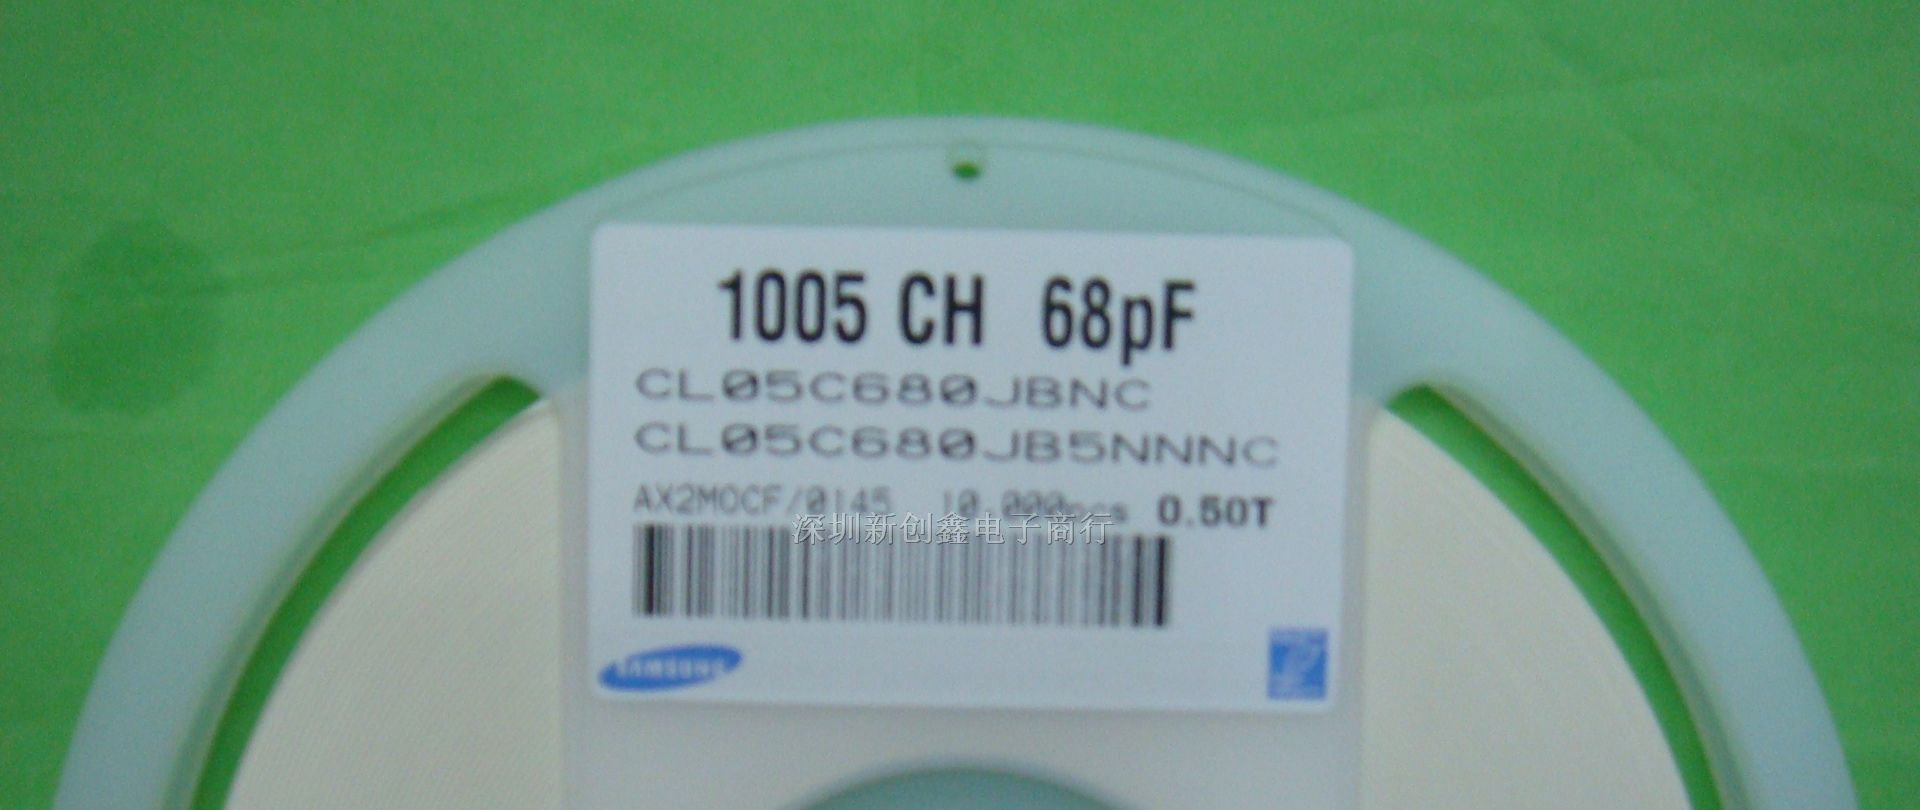 1005 CH 68pF
CL05C680JBNC
CL05C680JB5NNNC
AX2MOCF/0145 10,000pcs 0.50T
深圳新创鑫电子商行
SAMSUNG